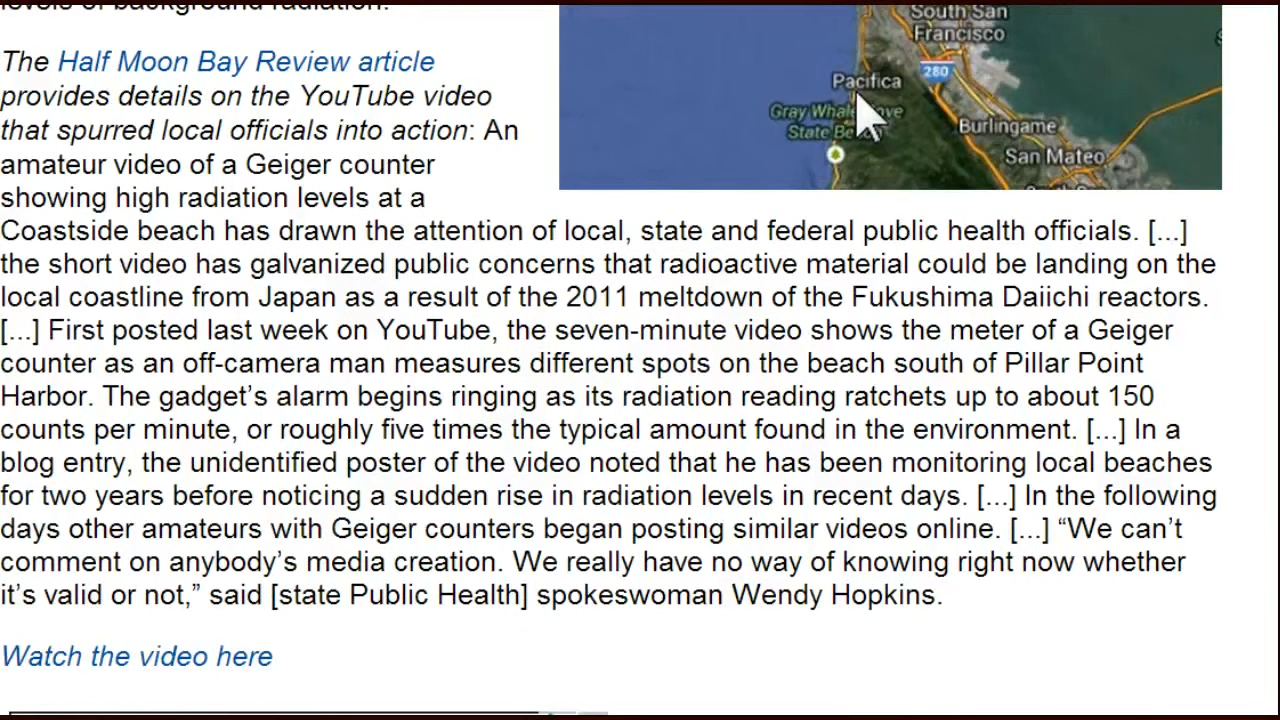 levels of background radiation.
South San
Francisco
280
Pacifica
Gray Whale Cove
State Beach
Burlingame
San Mateo
The Half Moon Bay Review article
provides details on the YouTube video
that spurred local officials into action: An
amateur video of a Geiger counter
showing high radiation levels at a
Coastside beach has drawn the attention of local, state and federal public health officials. [...]
the short video has galvanized public concerns that radioactive material could be landing on the
local coastline from Japan as a result of the 2011 meltdown of the Fukushima Daiichi reactors.
[...] First posted last week on YouTube, the seven-minute video shows the meter of a Geiger
counter as an off-camera man measures different spots on the beach south of Pillar Point
Harbor. The gadget’s alarm begins ringing as its radiation reading ratchets up to about 150
counts per minute, or roughly five times the typical amount found in the environment. [...] In a
blog entry, the unidentified poster of the video noted that he has been monitoring local beaches
for two years before noticing a sudden rise in radiation levels in recent days. [...] In the following
days other amateurs with Geiger counters began posting similar videos online. [...] “We can’t
comment on anybody’s media creation. We really have no way of knowing right now whether
it’s valid or not,” said [state Public Health] spokeswoman Wendy Hopkins.
Watch the video here